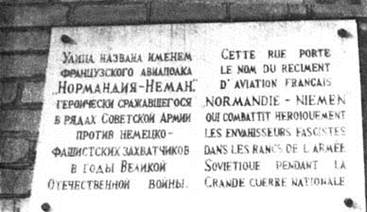 Улица названа именем
французского авиаполка
„Нормандия-Неман",
героически сражавшегося
в рядах Советской Армии
против немецко-
фашистских захватчиков
в годы Великой
Отечественной войны.
Cette rue porte
le nom du regiment
d'aviation français
„Normandie – Niemen
qui combattit heroiquement
les envahisseurs fascistes
dans les rangs de l'armée
Sovietique pendant la
Grande guerre nationale